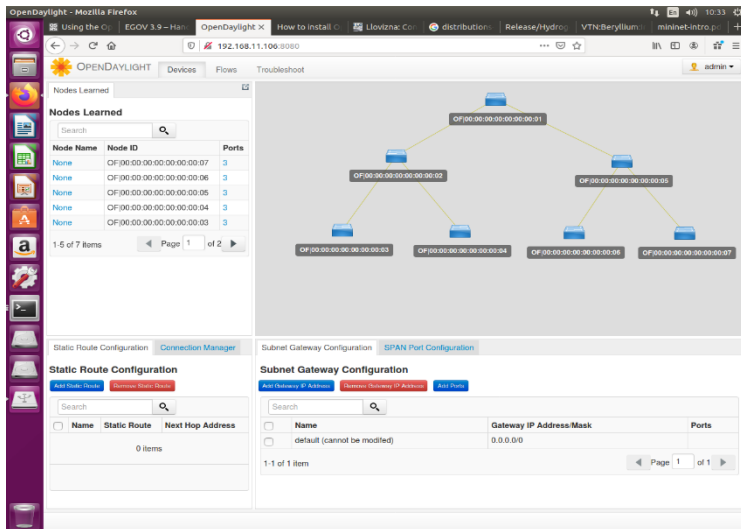 OpenDaylight - Mozilla Firefox
En
10:33
Using the Op
EGOV 3.9 – Han
OpenDaylight ×
How to Install O
Llovizna: Con
distributions
Release/Hydrog
VTN:Beryllium:
mininet-intro.pd
192.168.11.106:8080
OPENDAYLIGHT
Devices
Flows
Troubleshoot
admin
Nodes Learned
Nodes Learned
Search
Node Name Node ID Ports
None OF|00:00:00:00:00:00:00:07 3
None OF|00:00:00:00:00:00:00:06 3
None OF|00:00:00:00:00:00:00:05 3
None OF|00:00:00:00:00:00:00:04 3
None OF|00:00:00:00:00:00:00:03 3
1-5 of 7 items Page 1 of 2
OF|00:00:00:00:00:00:00:01
OF|00:00:00:00:00:00:00:02
OF|00:00:00:00:00:00:00:05
OF|00:00:00:00:00:00:00:03
OF|00:00:00:00:00:00:00:04
OF|00:00:00:00:00:00:00:06
OF|00:00:00:00:00:00:00:07
Static Route Configuration Connection Manager
Static Route Configuration
Add Static Route Remove Static Route
Search
Name Static Route Next Hop Address
0 items
Subnet Gateway Configuration SPAN Port Configuration
Subnet Gateway Configuration
Add Gateway IP Address Remove Gateway IP Address Add Ports
Search
Name Gateway IP Address/Mask Ports
default (cannot be modifed) 0.0.0.0/0
1-1 of 1 item Page 1 of 1